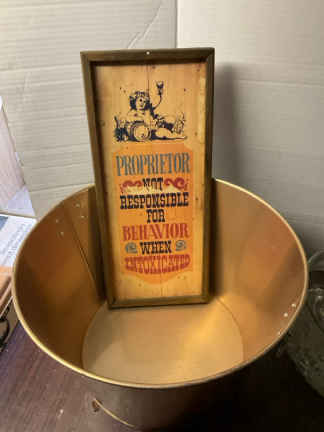 PROPRIETOR
NOT
RESPONSIBLE
FOR
BEHAVIOR
WHEN
INTOXICATED